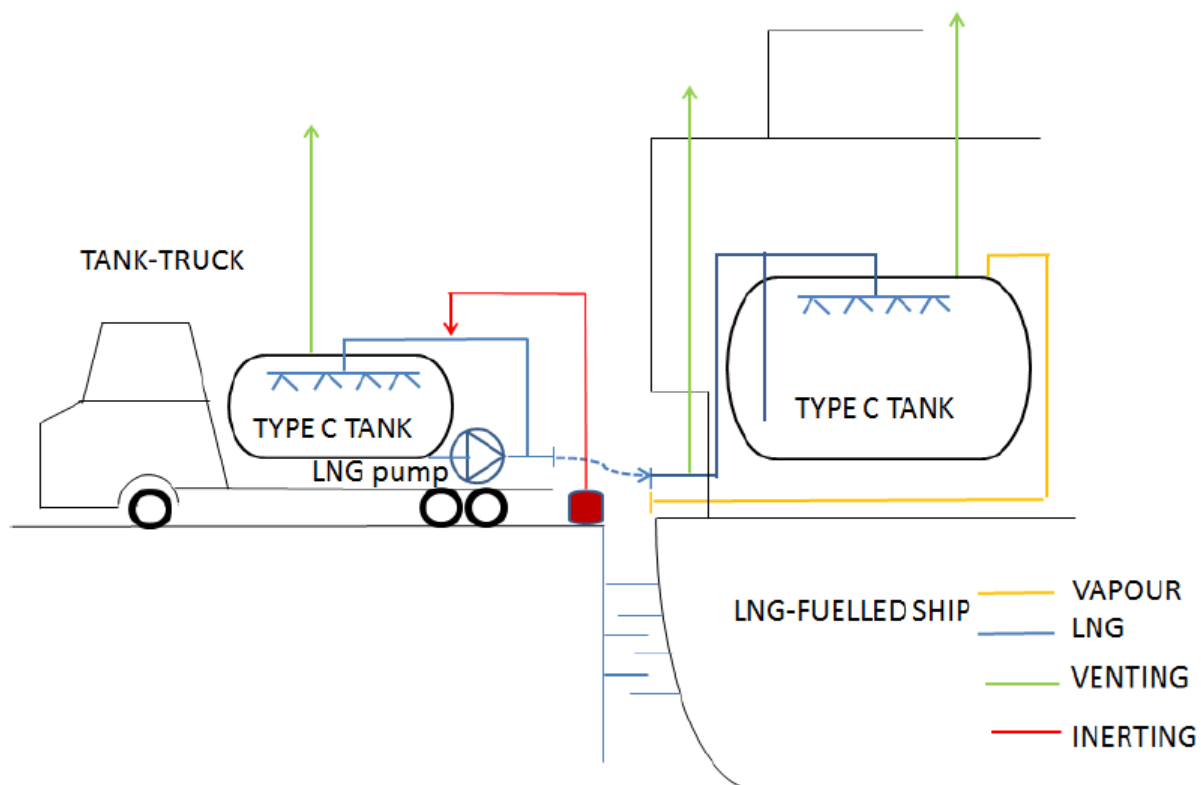 TANK-TRUCK
TYPE C TANK
TYPE C TANK
LNG pump
LNG-FUELLED SHIP
VAPOUR
LNG
VENTING
INERTING